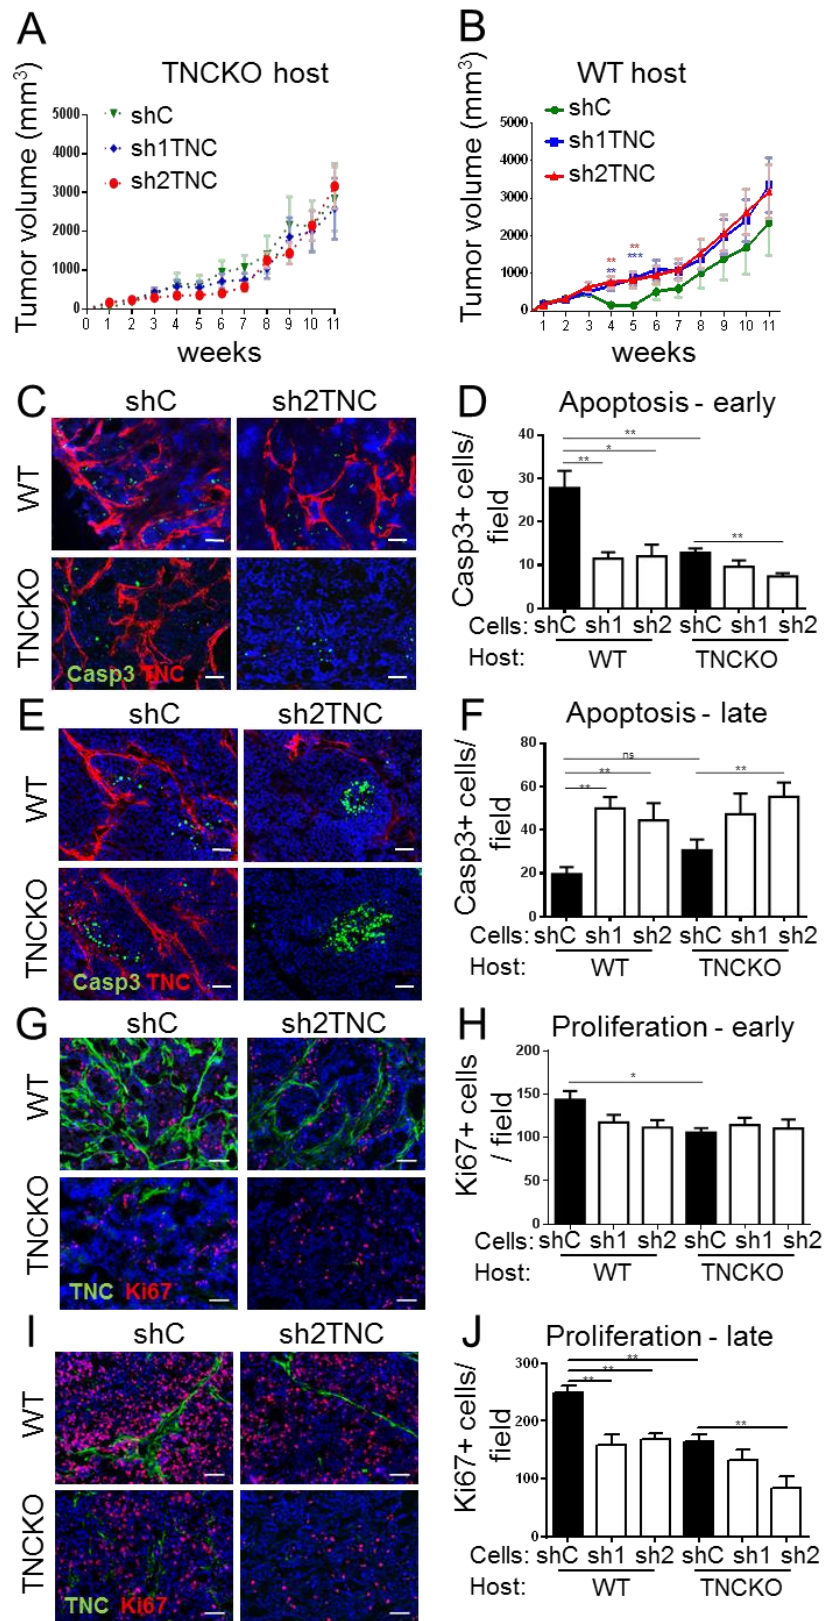 A
TNCKO host
Tumor volume (mm3)
5000
4000
3000
2000
1000
0
shC
sh1TNC
sh2TNC
0 1 2 3 4 5 6 7 8 9 10 11
weeks
B
WT host
Tumor volume (mm3)
5000
4000
3000
2000
1000
0
shC
sh1TNC
sh2TNC
** **
** ***
1 2 3 4 5 6 7 8 9 10 11
weeks
C
shC sh2TNC
WT
TNCKO
Casp3 TNC
D
Apoptosis - early
Casp3+ cells/
field
40
30
20
10
0
**
*
**
**
Cells: shC sh1 sh2 shC sh1 sh2
Host: WT TNCKO
E
shC sh2TNC
WT
TNCKO
Casp3 TNC
F
Apoptosis - late
Casp3+ cells/
field
80
60
40
20
0
ns
**
**
**
Cells: shC sh1 sh2 shC sh1 sh2
Host: WT TNCKO
G
shC sh2TNC
WT
TNCKO
TNC Ki67
H
Proliferation - early
Ki67+ cells
/ field
200
150
100
50
0
*
Cells: shC sh1 sh2 shC sh1 sh2
Host: WT TNCKO
I
shC sh2TNC
WT
TNCKO
TNC Ki67
J
Proliferation - late
Ki67+ cells/
field
300
200
100
0
**
**
**
**
Cells: shC sh1 sh2 shC sh1 sh2
Host: WT TNCKO